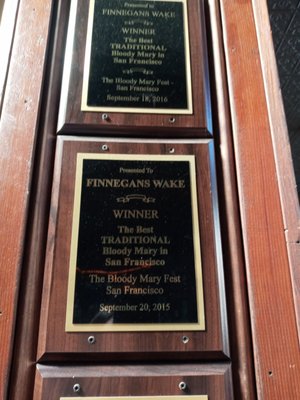 Presented to
FINNEGANS WAKE
WINNER
The Best
TRADITIONAL
Bloody Mary in
San Francisco
The Bloody Mary Fest -
San Francisco
September 18, 2016
Presented To
FINNEGANS WAKE
WINNER
The Best
TRADITIONAL
Bloody Mary in
San Francisco
The Bloody Mary Fest
San Francisco
September 20, 2015